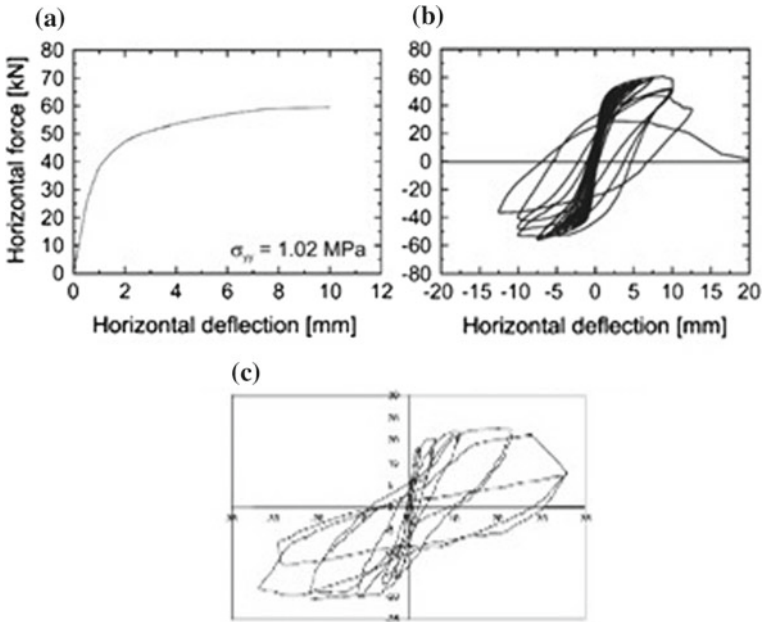 (a)
Horizontal force [kN]
80
70
60
50
40
30
20
10
0
0 2 4 6 8 10 12
σyy = 1.02 MPa
Horizontal deflection [mm]
(b)
80
60
40
20
0
-20
-40
-60
-80
-20 -15 -10 -5 0 5 10 15 20
Horizontal deflection [mm]
(c)